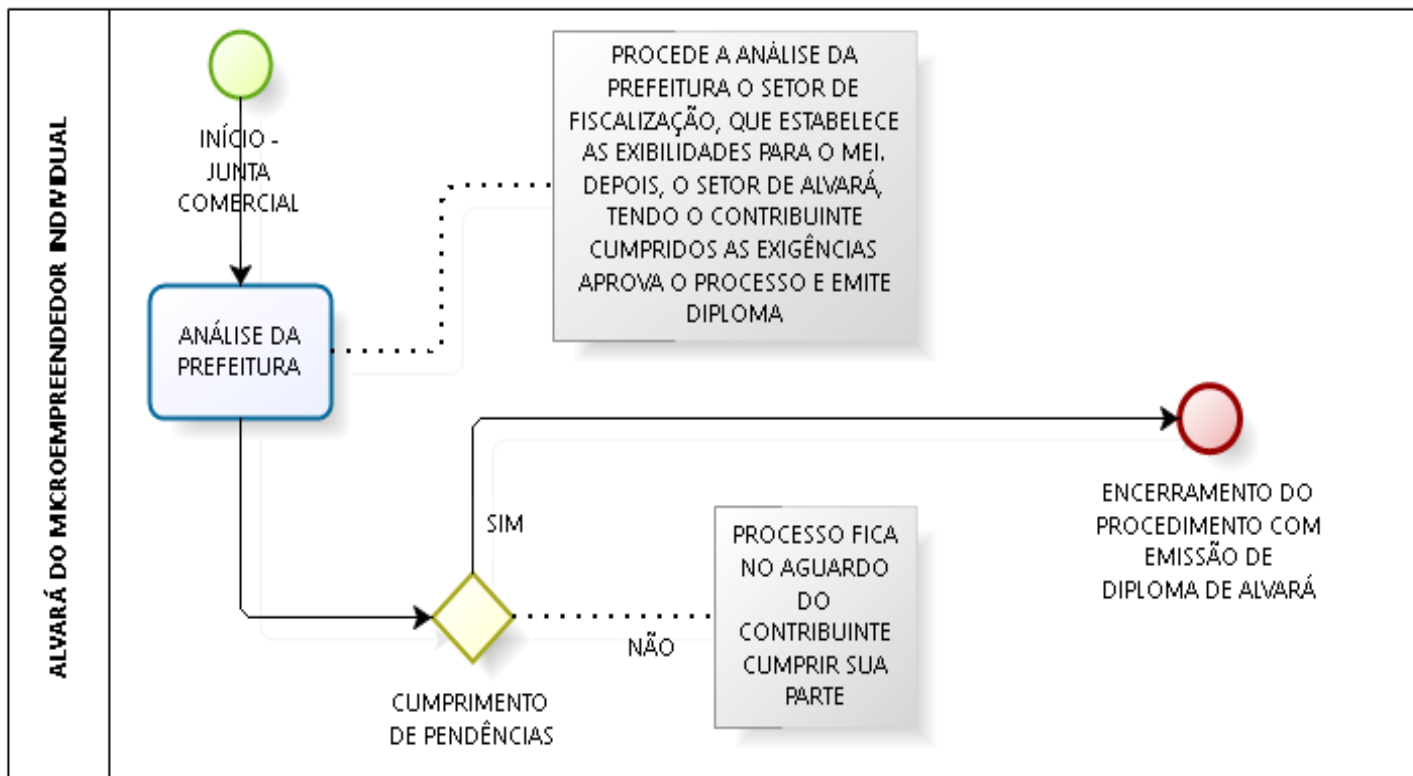 ALVARÁ DO MICROEMPREENDEDOR INDIVIDUAL
INÍCIO -
JUNTA
COMERCIAL
PROCEDE A ANÁLISE DA
PREFEITURA O SETOR DE
FISCALIZAÇÃO, QUE ESTABELECE
AS EXIBILIDADES PARA O MEI.
DEPOIS, O SETOR DE ALVARÁ,
TENDO O CONTRIBUINTE
CUMPRIDOS AS EXIGÊNCIAS
APROVA O PROCESSO E EMITE
DIPLOMA
ANÁLISE DA
PREFEITURA
SIM
NÃO
CUMPRIMENTO
DE PENDÊNCIAS
PROCESSO FICA
NO AGUARDO
DO
CONTRIBUINTE
CUMPRIR SUA
PARTE
ENCERRAMENTO DO
PROCEDIMENTO COM
EMISSÃO DE
DIPLOMA DE ALVARÁ